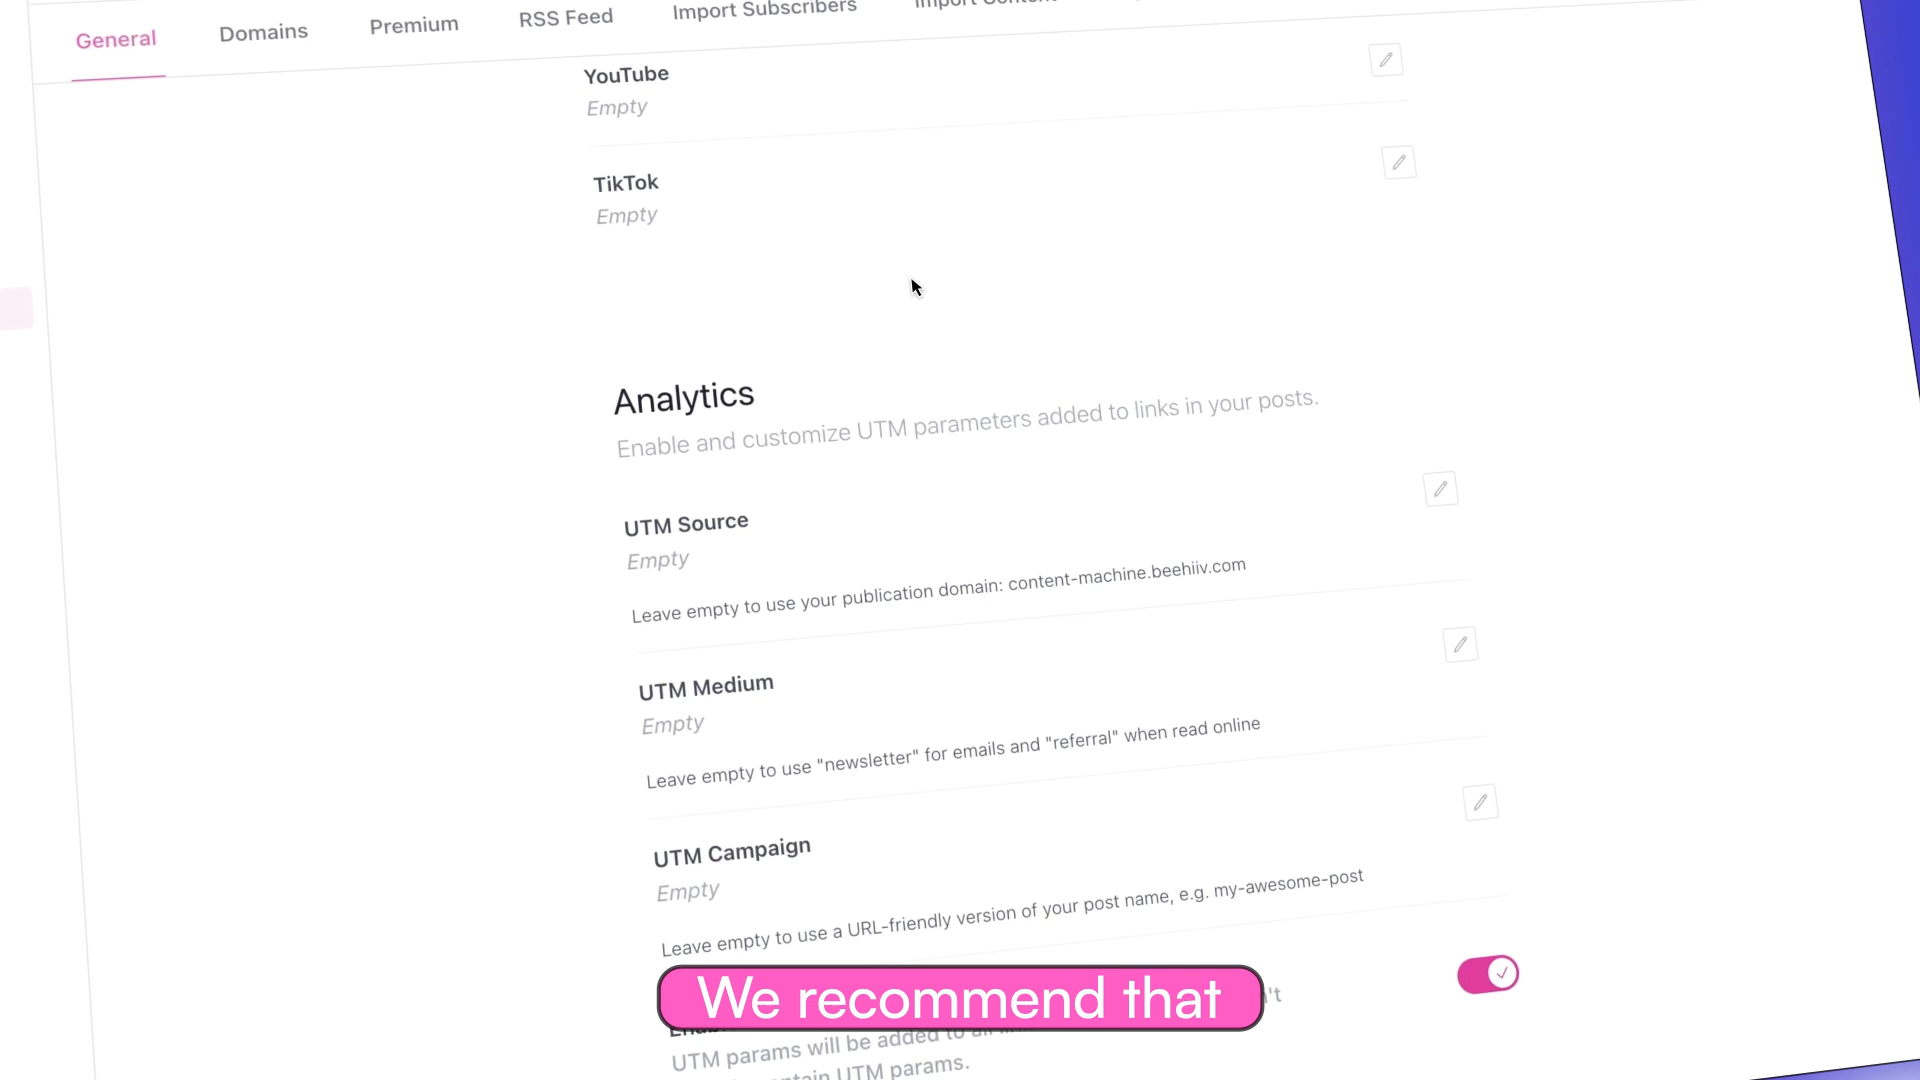 General Domains Premium RSS Feed Import Subscribers Import
YouTube
Empty
TikTok
Empty
Analytics
Enable and customize UTM parameters added to links in your posts.
UTM Source
Empty
Leave empty to use your publication domain: content-machine.beehiiv.com
UTM Medium
Empty
Leave empty to use "newsletter" for emails and "referral" when read online
UTM Campaign
Empty
Leave empty to use a URL-friendly version of your post name, e.g. my-awesome-post
We recommend that
UTM params will be added to
UTM params.